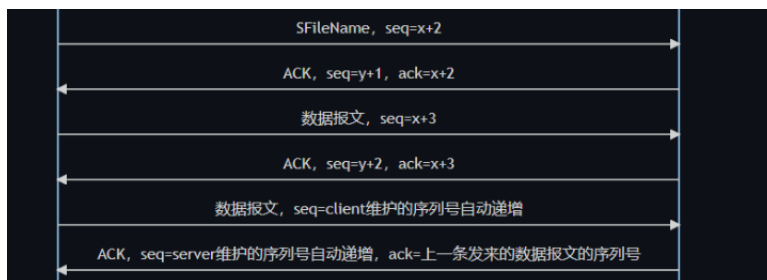 SFileName，seq=x+2
ACK，seq=y+1，ack=x+2
数据报文，seq=x+3
ACK，seq=y+2，ack=x+3
数据报文，seq=client维护的序列号自动递增
ACK，seq=server维护的序列号自动递增，ack=上一条发来的数据报文的序列号